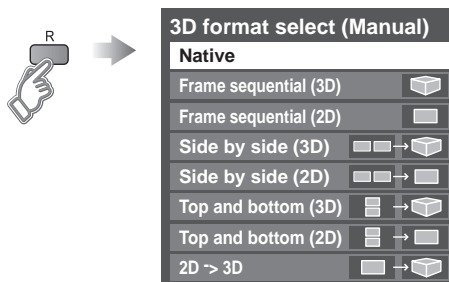 R
3D format select (Manual)
Native
Frame sequential (3D)
Frame sequential (2D)
Side by side (3D)
Side by side (2D)
Top and bottom (3D)
Top and bottom (2D)
2D -> 3D